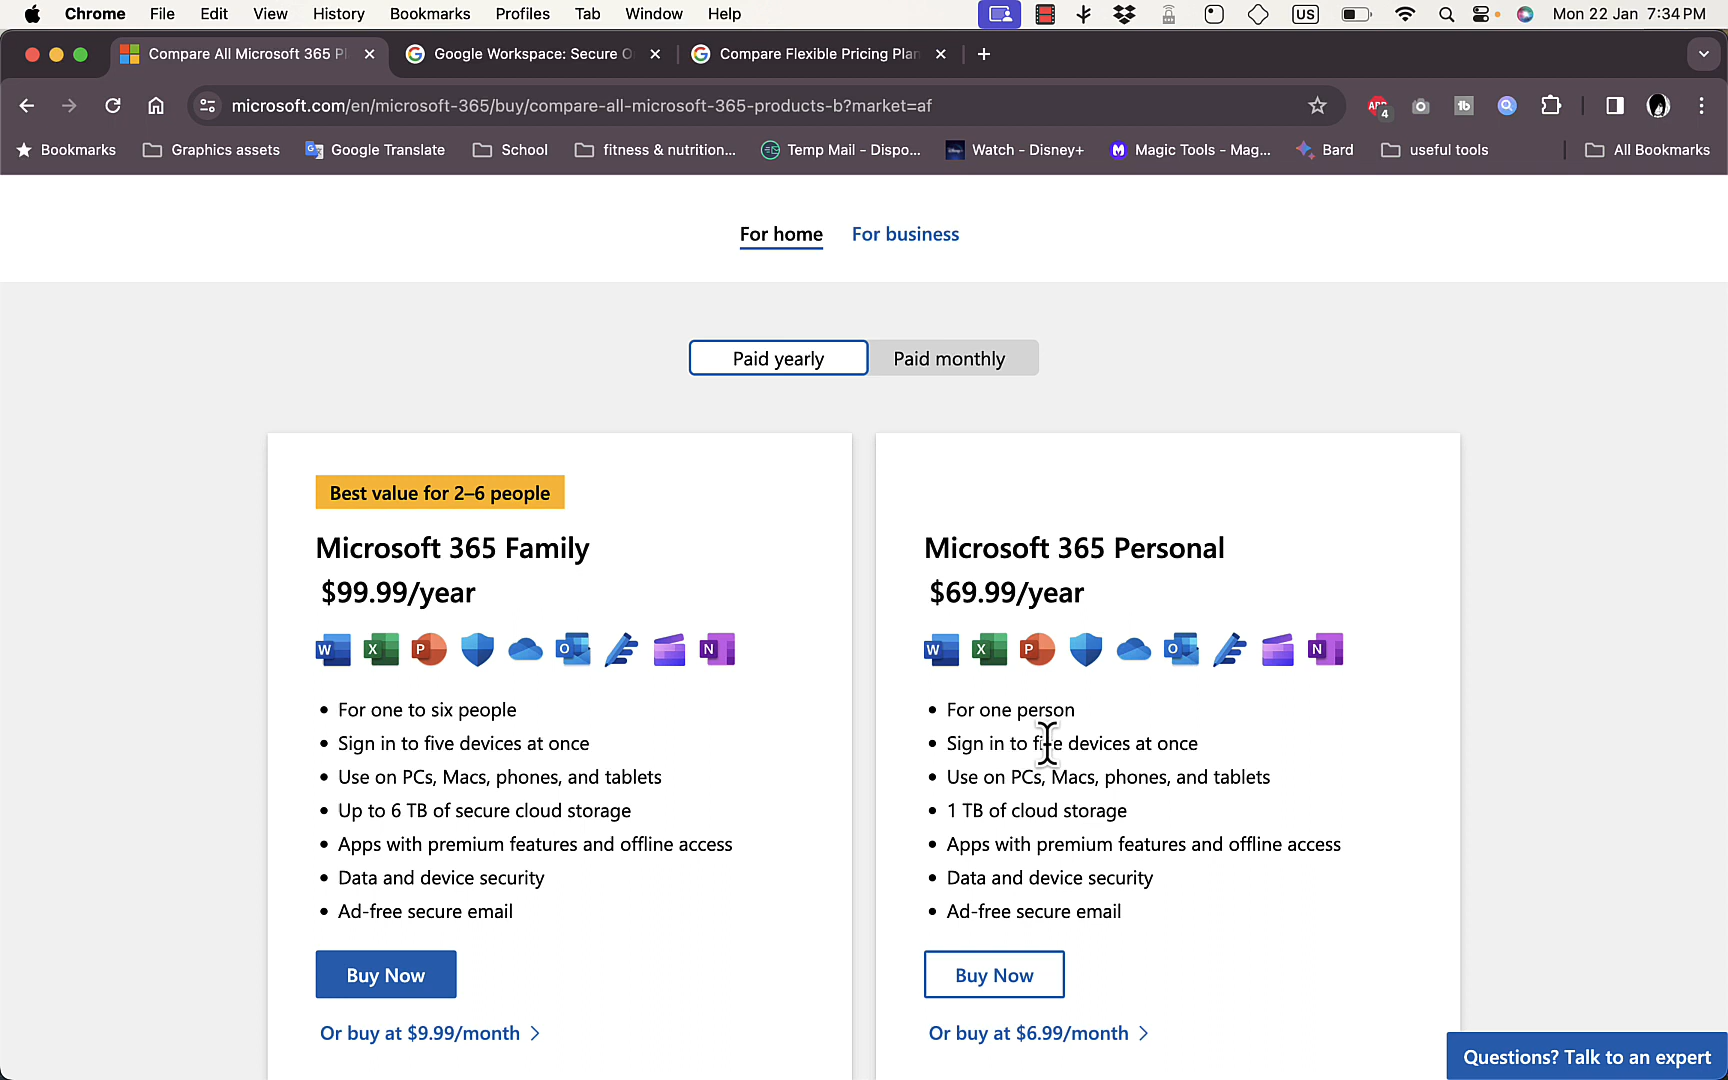 Chrome File Edit View History Bookmarks Profiles Tab Window Help US Mon 22 Jan 7:34 PM
Compare All Microsoft 365 Pl Google Workspace: Secure O Compare Flexible Pricing Plan
microsoft.com/en/microsoft-365/buy/compare-all-microsoft-365-products-b?market=af ABP 4 tb
Bookmarks Graphics assets Google Translate School fitness & nutrition... Temp Mail - Dispo... Watch - Disney+ Magic Tools - Mag... Bard useful tools All Bookmarks
For home For business
Paid yearly Paid monthly
Best value for 2–6 people
Microsoft 365 Family
$99.99/year
W X P O N
• For one to six people
• Sign in to five devices at once
• Use on PCs, Macs, phones, and tablets
• Up to 6 TB of secure cloud storage
• Apps with premium features and offline access
• Data and device security
• Ad-free secure email
Buy Now
Or buy at $9.99/month >
Microsoft 365 Personal
$69.99/year
W X P O N
• For one person
• Sign in to five devices at once
• Use on PCs, Macs, phones, and tablets
• 1 TB of cloud storage
• Apps with premium features and offline access
• Data and device security
• Ad-free secure email
Buy Now
Or buy at $6.99/month >
Questions? Talk to an expert